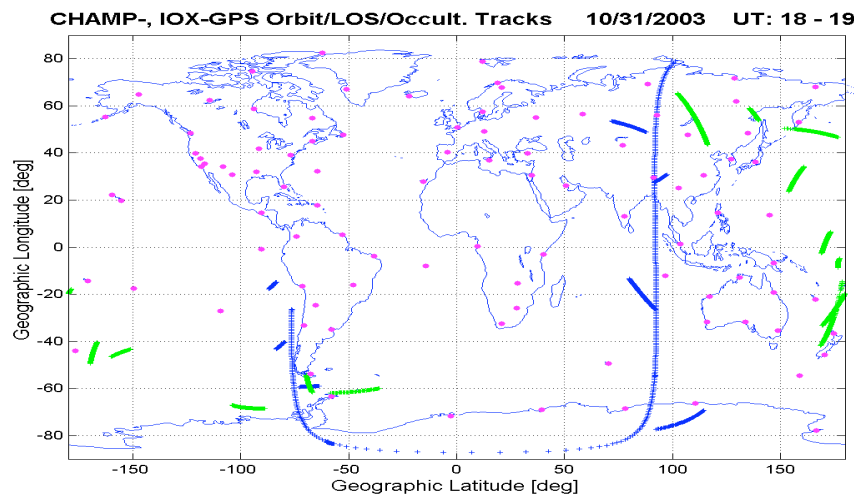 CHAMP-, IOX-GPS Orbit/LOS/Occult. Tracks 10/31/2003 UT: 18 - 19
Geographic Longitude [deg]
80
60
40
20
0
-20
-40
-60
-80
-150 -100 -50 0 50 100 150
Geographic Latitude [deg]